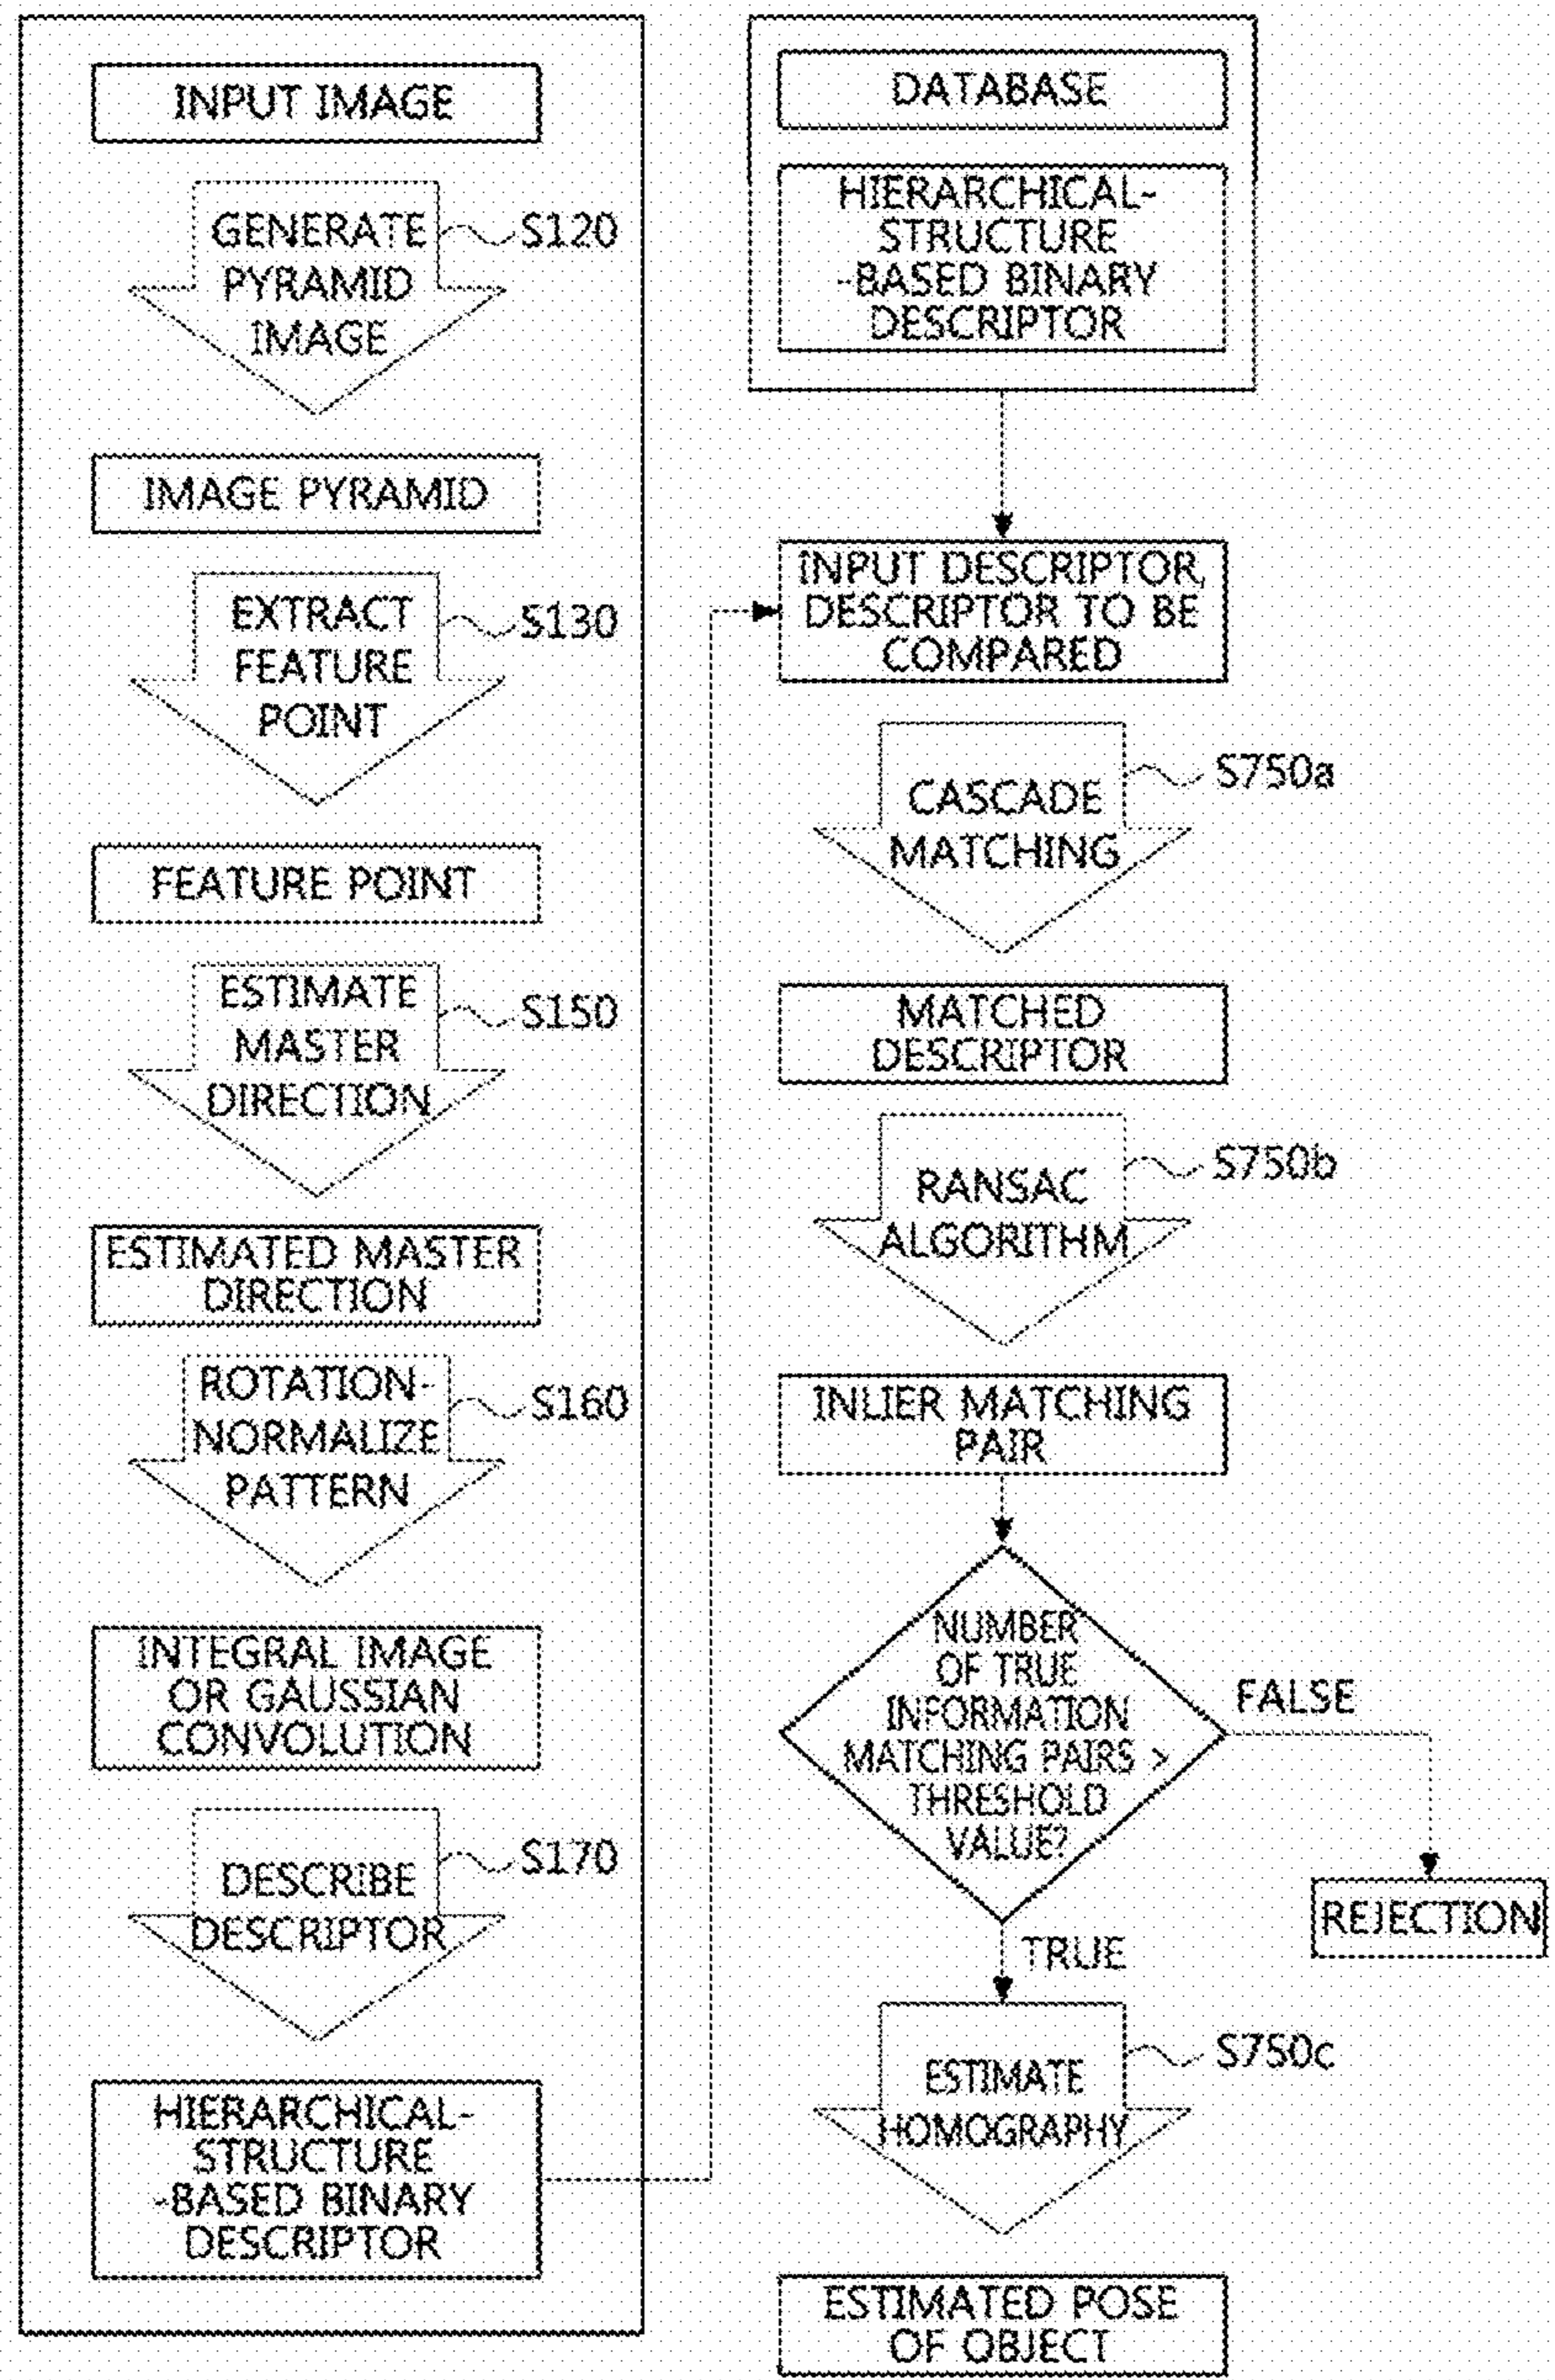 INPUT IMAGE
GENERATE
PYRAMID
IMAGE
S120
IMAGE PYRAMID
EXTRACT
FEATURE
POINT
S130
FEATURE POINT
ESTIMATE
MASTER
DIRECTION
S150
ESTIMATED MASTER
DIRECTION
ROTATION-
NORMALIZE
PATTERN
S160
INTEGRAL IMAGE
OR GAUSSIAN
CONVOLUTION
DESCRIBE
DESCRIPTOR
S170
HIERARCHICAL-
STRUCTURE
-BASED BINARY
DESCRIPTOR
DATABASE
HIERARCHICAL-
STRUCTURE
-BASED BINARY
DESCRIPTOR
INPUT DESCRIPTOR,
DESCRIPTOR TO BE
COMPARED
CASCADE
MATCHING
S750a
MATCHED
DESCRIPTOR
RANSAC
ALGORITHM
S750b
INLIER MATCHING
PAIR
NUMBER
OF TRUE
INFORMATION
MATCHING PAIRS >
THRESHOLD
VALUE?
FALSE
REJECTION
TRUE
ESTIMATE
HOMOGRAPHY
S750c
ESTIMATED POSE
OF OBJECT